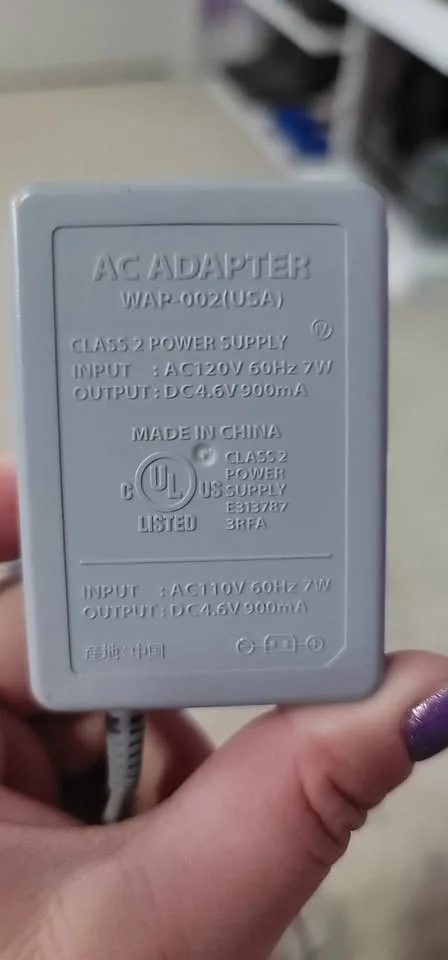 AC ADAPTER
WAP-002(USA)
CLASS 2 POWER SUPPLY Ⓥ
INPUT : AC120V 60Hz 7W
OUTPUT : DC4.6V 900mA
MADE IN CHINA
C UL US LISTED
CLASS 2
POWER
SUPPLY
E313787
3RFA
INPUT : AC110V 60Hz 7W
OUTPUT : DC4.6V 900mA
産地:中国